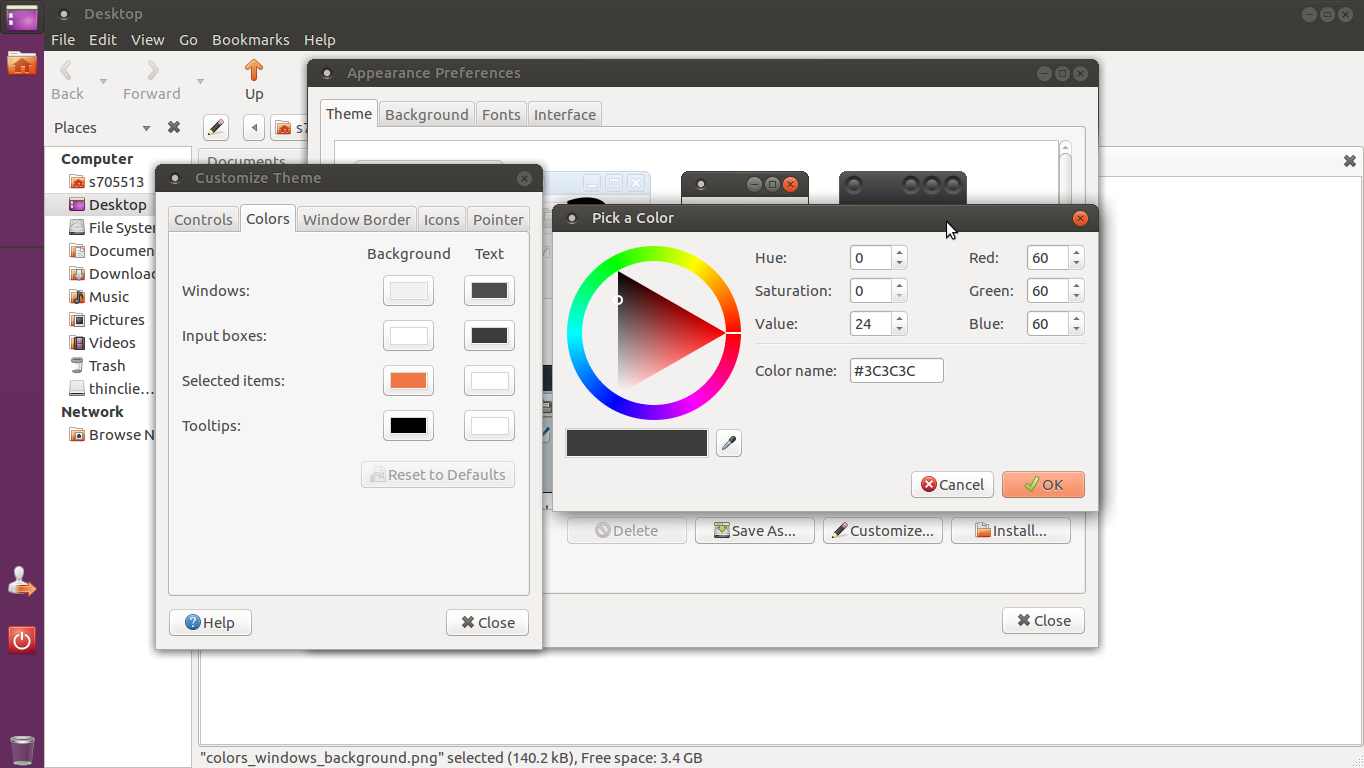 Desktop
File Edit View Go Bookmarks Help
Back Forward Up
Places
Computer
s705513
Desktop
File Syster
Documen
Download
Music
Pictures
Videos
Trash
thinclie...
Network
Browse N
s7
Documents
Appearance Preferences
Theme Background Fonts Interface
Delete Save As... Customize... Install...
Close
Customize Theme
Controls Colors Window Border Icons Pointer
Background Text
Windows:
Input boxes:
Selected items:
Tooltips:
Reset to Defaults
Help Close
Pick a Color
Hue: 0 Red: 60
Saturation: 0 Green: 60
Value: 24 Blue: 60
Color name: #3C3C3C
Cancel OK
"colors_windows_background.png" selected (140.2 kB), Free space: 3.4 GB